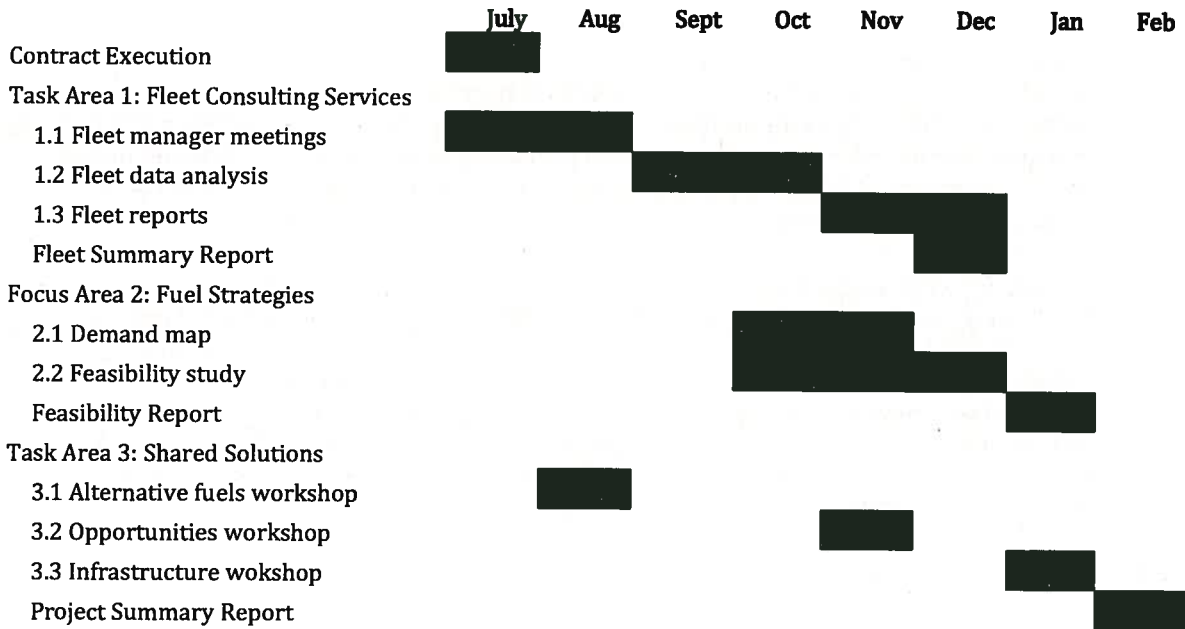 July Aug Sept Oct Nov Dec Jan Feb
Contract Execution
Task Area 1: Fleet Consulting Services
1.1 Fleet manager meetings
1.2 Fleet data analysis
1.3 Fleet reports
Fleet Summary Report
Focus Area 2: Fuel Strategies
2.1 Demand map
2.2 Feasibility study
Feasibility Report
Task Area 3: Shared Solutions
3.1 Alternative fuels workshop
3.2 Opportunities workshop
3.3 Infrastructure wokshop
Project Summary Report